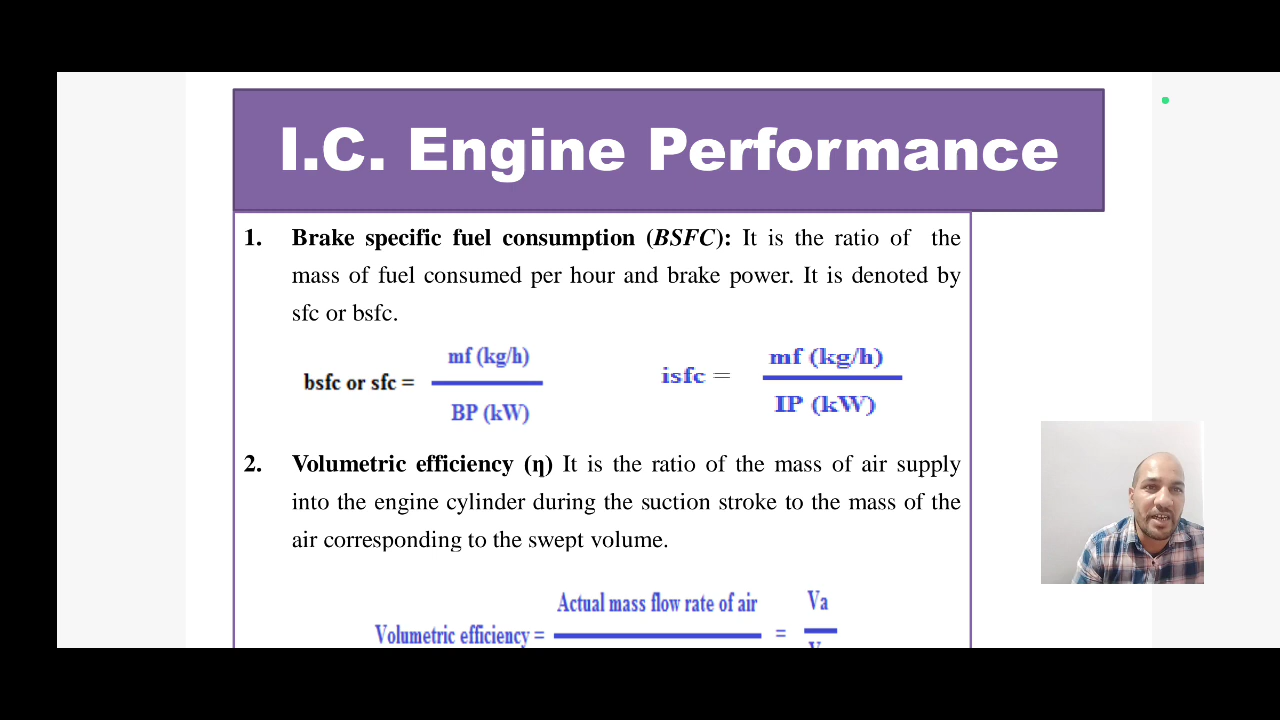 I.C. Engine Performance
1. Brake specific fuel consumption (BSFC): It is the ratio of the
mass of fuel consumed per hour and brake power. It is denoted by
sfc or bsfc.
bsfc or sfc = mf (kg/h)
BP (kW)
isfc = mf (kg/h)
IP (kW)
2. Volumetric efficiency (η) It is the ratio of the mass of air supply
into the engine cylinder during the suction stroke to the mass of the
air corresponding to the swept volume.
Volumetric efficiency = Actual mass flow rate of air = Va